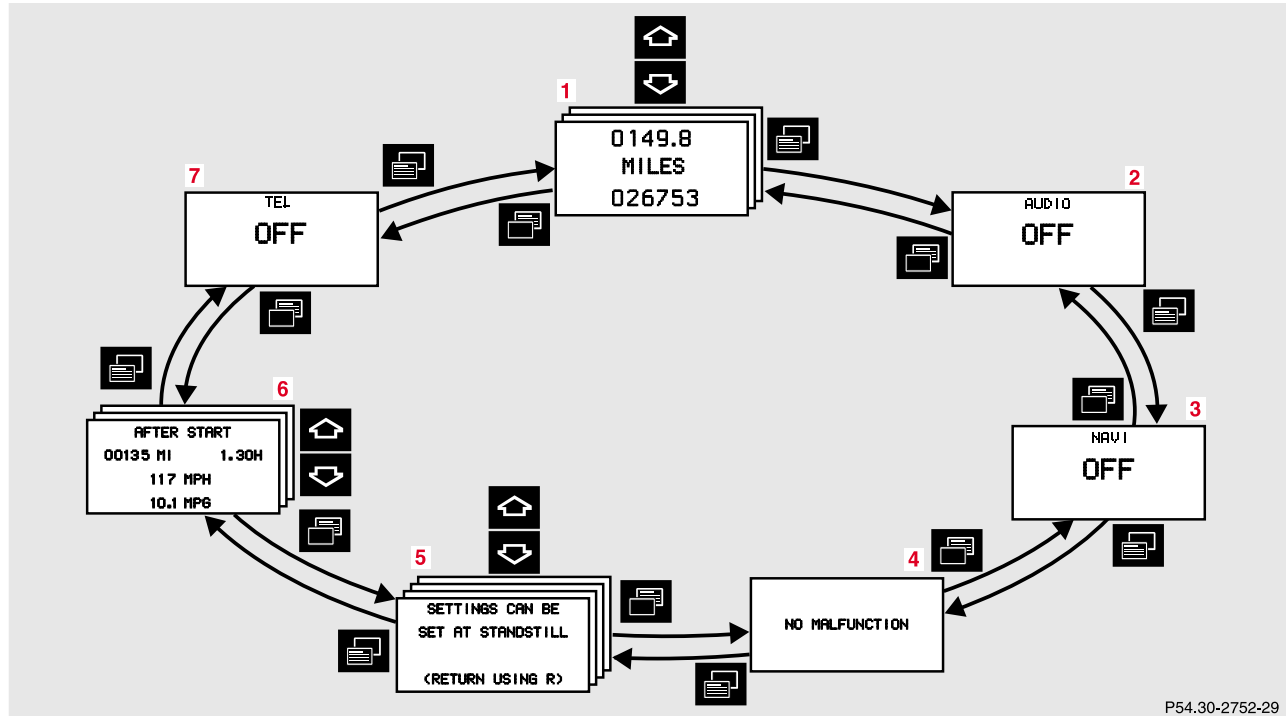 1
0149.8
MILES
026753
7
TEL
OFF
2
AUDIO
OFF
6
AFTER START
00135 MI 1.30H
117 MPH
10.1 MPG
3
NAVI
OFF
5
SETTINGS CAN BE
SET AT STANDSTILL
(RETURN USING R)
4
NO MALFUNCTION
P54.30-2752-29